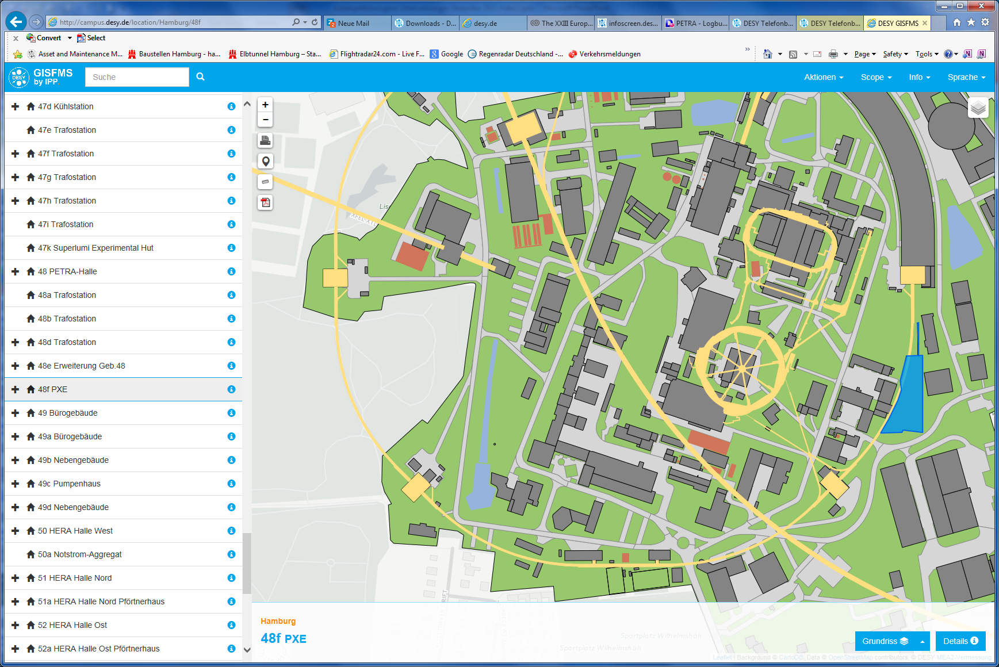 http://campus.desy.de/location/Hamburg/48f
Neue Mail
Downloads - D...
desy.de
The XXIII Europ...
infoscreen.des...
PETRA - Logbu...
DESY Telefonb...
DESY Telefonb...
DESY GISFMS
Convert
Select
Asset and Maintenance M...
Baustellen Hamburg - ha...
Elbtunnel Hamburg – Sta...
Flightradar24.com - Live F...
Google
Regenradar Deutschland -...
Verkehrsmeldungen
Page
Safety
Tools
DESY
GISFMS
by IPP.
Suche
Aktionen
Scope
Info
Sprache
47d Kühlstation
47e Trafostation
47f Trafostation
47g Trafostation
47h Trafostation
47i Trafostation
47k Superlumi Experimental Hut
48 PETRA-Halle
48a Trafostation
48b Trafostation
48d Trafostation
48e Erweiterung Geb.48
48f PXE
49 Bürogebäude
49a Bürogebäude
49b Nebengebäude
49c Pumpenhaus
49d Nebengebäude
50 HERA Halle West
50a Notstrom-Aggregat
51 HERA Halle Nord
51a HERA Halle Nord Pförtnerhaus
52 HERA Halle Ost
52a HERA Halle Ost Pförtnerhaus
+
−
Hamburg
48f PXE
Sportplatz Wilhelmshöh
Sportplatz Wilhelmshöh
Grundriss
Details
Leaflet | Background © CartoDB, Data © OpenStreetMap contributors, © DESY MEA2-Vermessung